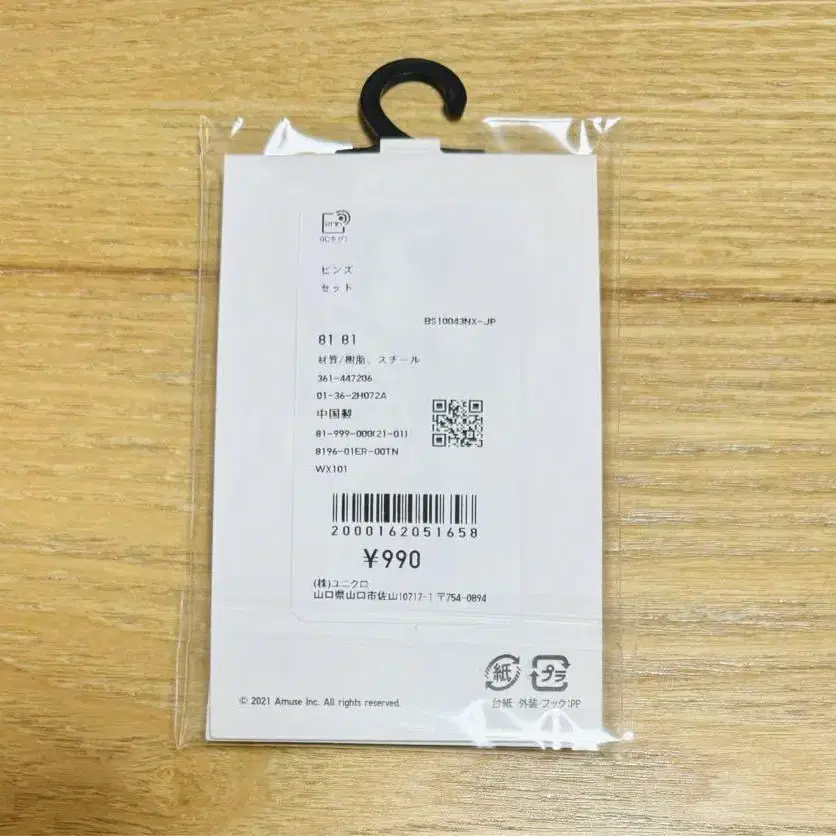 ICタグ
ピンズ
セット
BS10043NX-JP
81 81
材質/樹脂、スチール
361-447206
01-36-2H072A
中国製
81-999-000(21-01)
8196-01ER-00TN
WX101
2000162051658
¥990
(株)ユニクロ
山口県山口市佐山10717-1 〒754-0894
紙 プラ
台紙 外装・フック:PP
© 2021 Amuse Inc. All rights reserved.